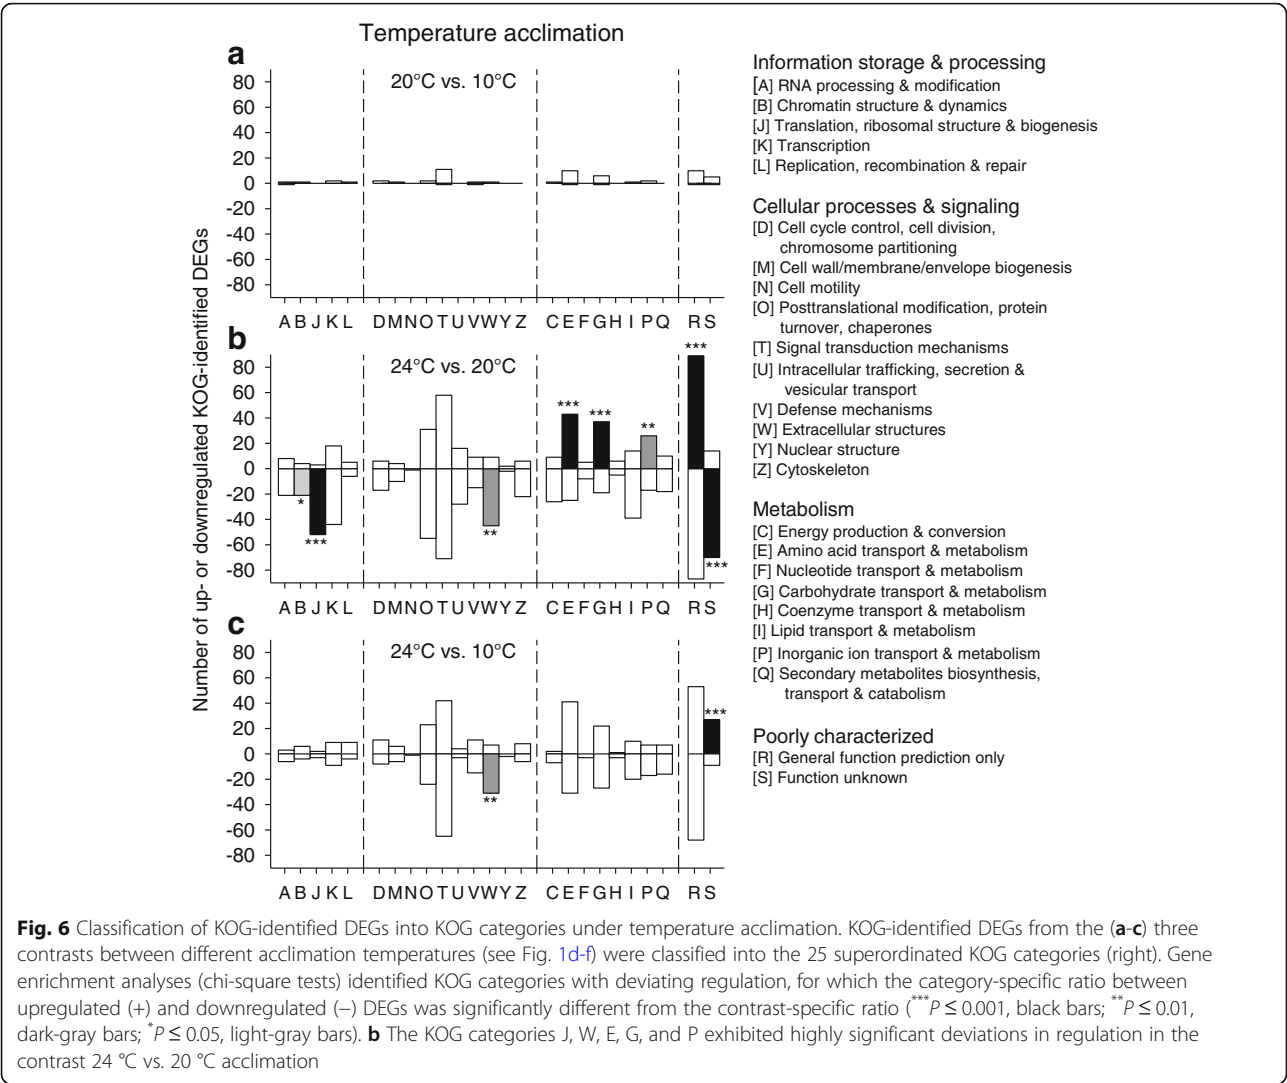 Temperature acclimation
Number of up- or downregulated KOG-identified DEGs
a
20°C vs. 10°C
80
60
40
20
0
-20
-40
-60
-80
A B J K L D M N O T U V W Y Z C E F G H I P Q R S
b
24°C vs. 20°C
80
60
40
20
0
-20
-40
-60
-80
*
***
**
***
***
**
***
***
A B J K L D M N O T U V W Y Z C E F G H I P Q R S
c
24°C vs. 10°C
80
60
40
20
0
-20
-40
-60
-80
**
***
A B J K L D M N O T U V W Y Z C E F G H I P Q R S
Information storage & processing
[A] RNA processing & modification
[B] Chromatin structure & dynamics
[J] Translation, ribosomal structure & biogenesis
[K] Transcription
[L] Replication, recombination & repair
Cellular processes & signaling
[D] Cell cycle control, cell division,
chromosome partitioning
[M] Cell wall/membrane/envelope biogenesis
[N] Cell motility
[O] Posttranslational modification, protein
turnover, chaperones
[T] Signal transduction mechanisms
[U] Intracellular trafficking, secretion &
vesicular transport
[V] Defense mechanisms
[W] Extracellular structures
[Y] Nuclear structure
[Z] Cytoskeleton
Metabolism
[C] Energy production & conversion
[E] Amino acid transport & metabolism
[F] Nucleotide transport & metabolism
[G] Carbohydrate transport & metabolism
[H] Coenzyme transport & metabolism
[I] Lipid transport & metabolism
[P] Inorganic ion transport & metabolism
[Q] Secondary metabolites biosynthesis,
transport & catabolism
Poorly characterized
[R] General function prediction only
[S] Function unknown
Fig. 6 Classification of KOG-identified DEGs into KOG categories under temperature acclimation. KOG-identified DEGs from the (a-c) three
contrasts between different acclimation temperatures (see Fig. 1d-f) were classified into the 25 superordinated KOG categories (right). Gene
enrichment analyses (chi-square tests) identified KOG categories with deviating regulation, for which the category-specific ratio between
upregulated (+) and downregulated (−) DEGs was significantly different from the contrast-specific ratio (***P ≤ 0.001, black bars; **P ≤ 0.01,
dark-gray bars; *P ≤ 0.05, light-gray bars). b The KOG categories J, W, E, G, and P exhibited highly significant deviations in regulation in the
contrast 24 °C vs. 20 °C acclimation